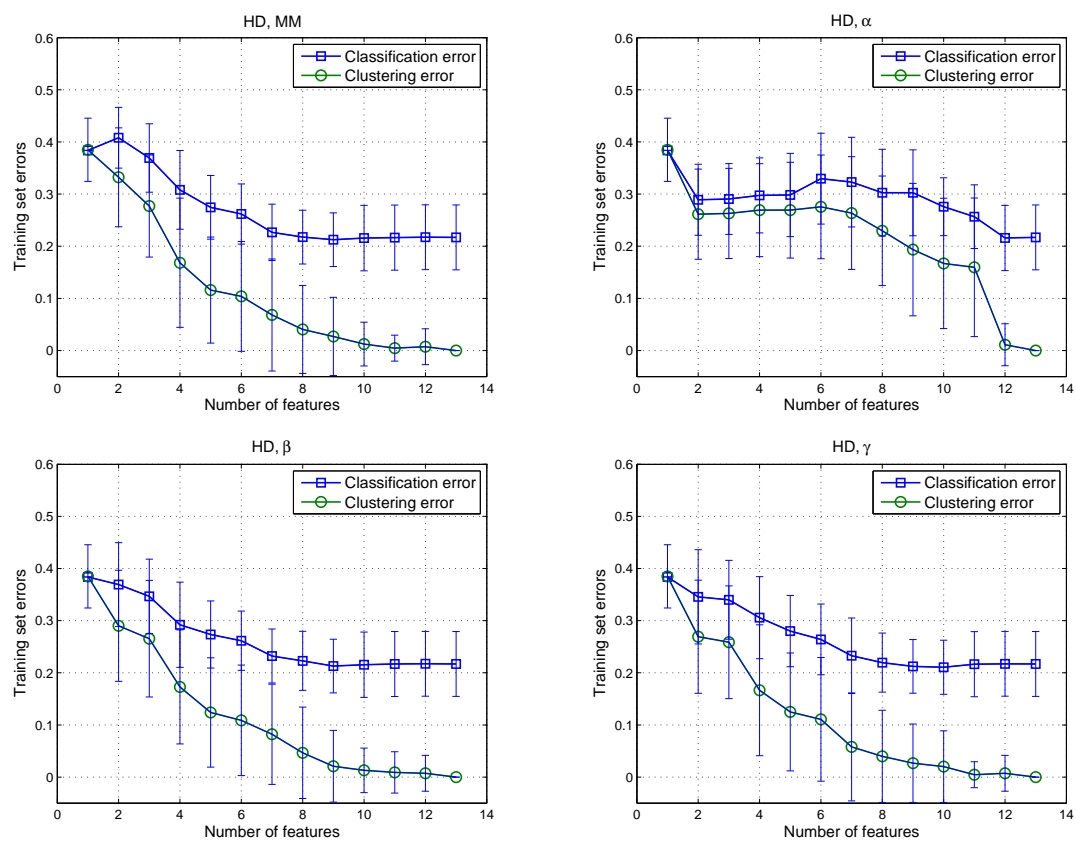 HD, MM
Training set errors
0.6
0.5
0.4
0.3
0.2
0.1
0
Classification error
Clustering error
0 2 4 6 8 10 12 14
Number of features
HD, α
Training set errors
0.6
0.5
0.4
0.3
0.2
0.1
0
Classification error
Clustering error
0 2 4 6 8 10 12 14
Number of features
HD, β
Training set errors
0.6
0.5
0.4
0.3
0.2
0.1
0
Classification error
Clustering error
0 2 4 6 8 10 12 14
Number of features
HD, γ
Training set errors
0.6
0.5
0.4
0.3
0.2
0.1
0
Classification error
Clustering error
0 2 4 6 8 10 12 14
Number of features